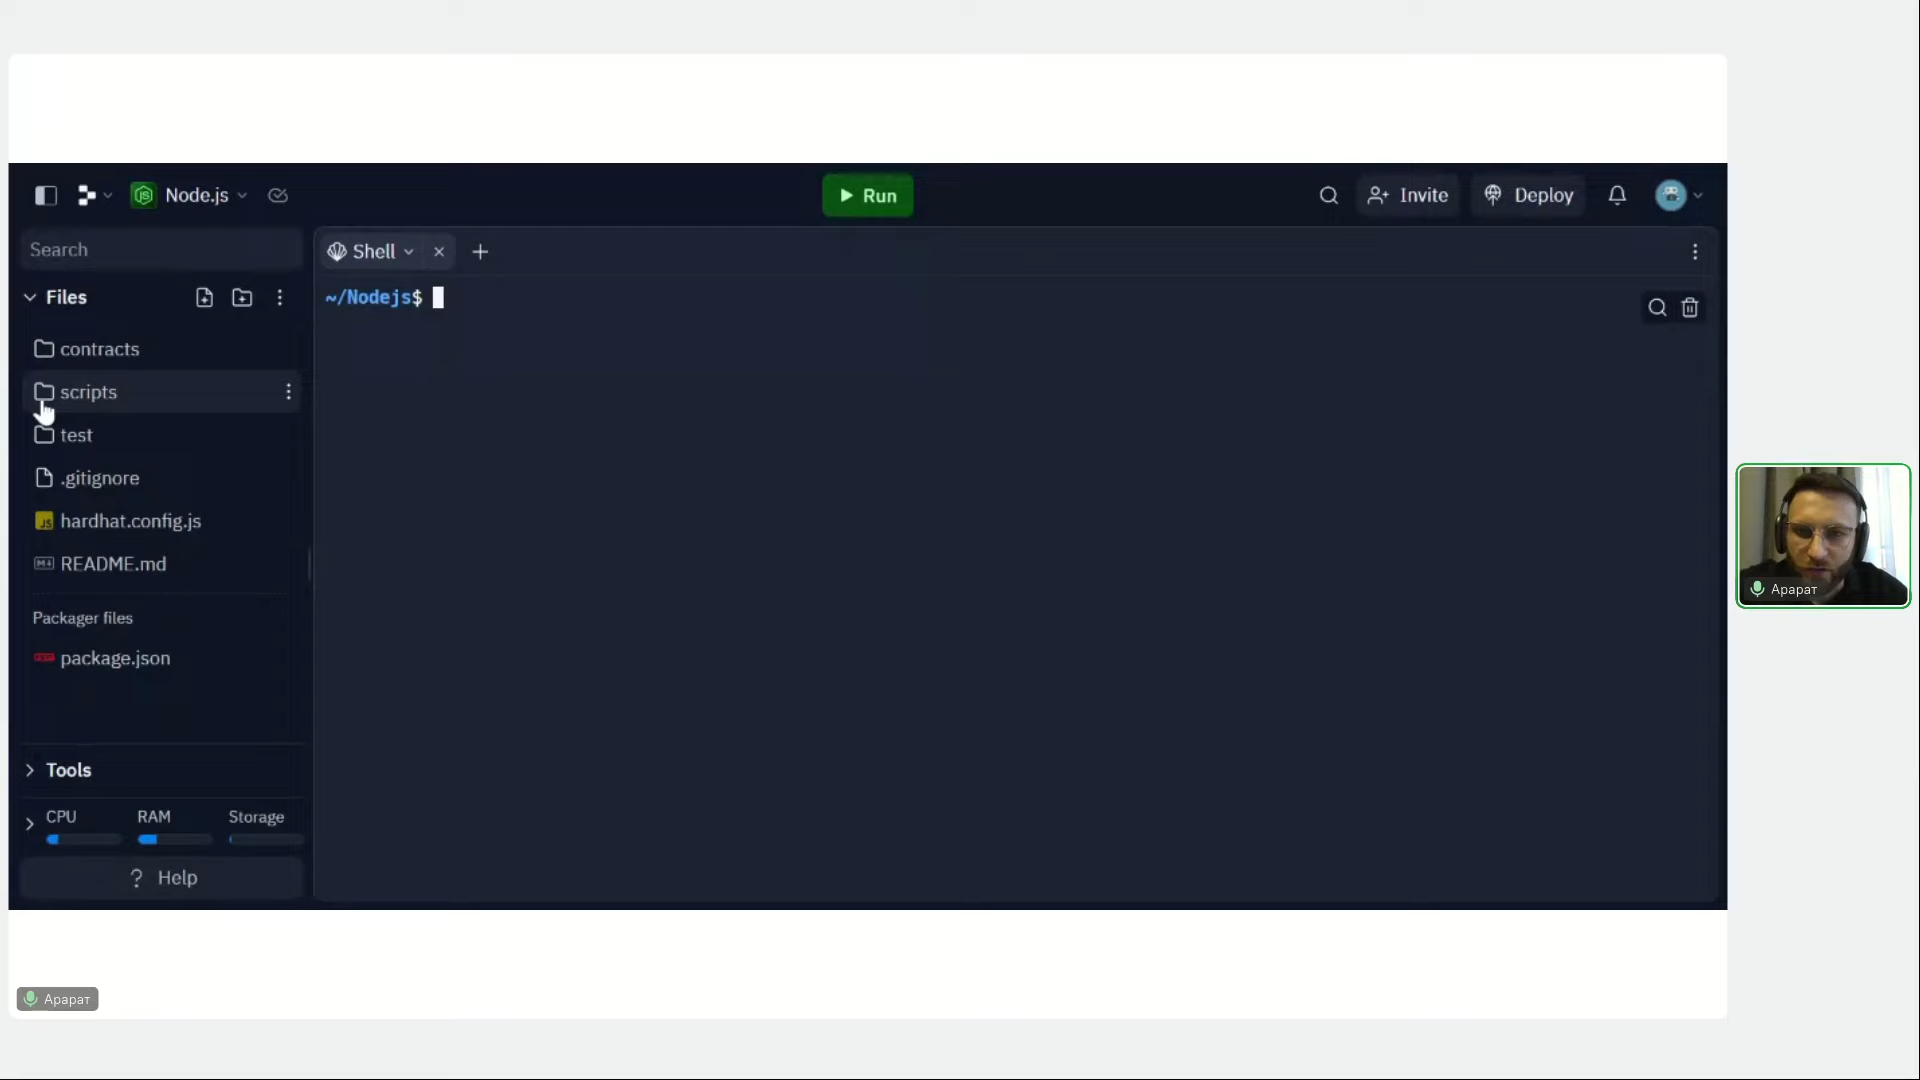 Node.js
Run
Invite
Deploy
Search
Shell
Files
~/Nodejs$
contracts
scripts
test
.gitignore
hardhat.config.js
README.md
Packager files
package.json
Tools
CPU RAM Storage
? Help
Арарат
Арарат